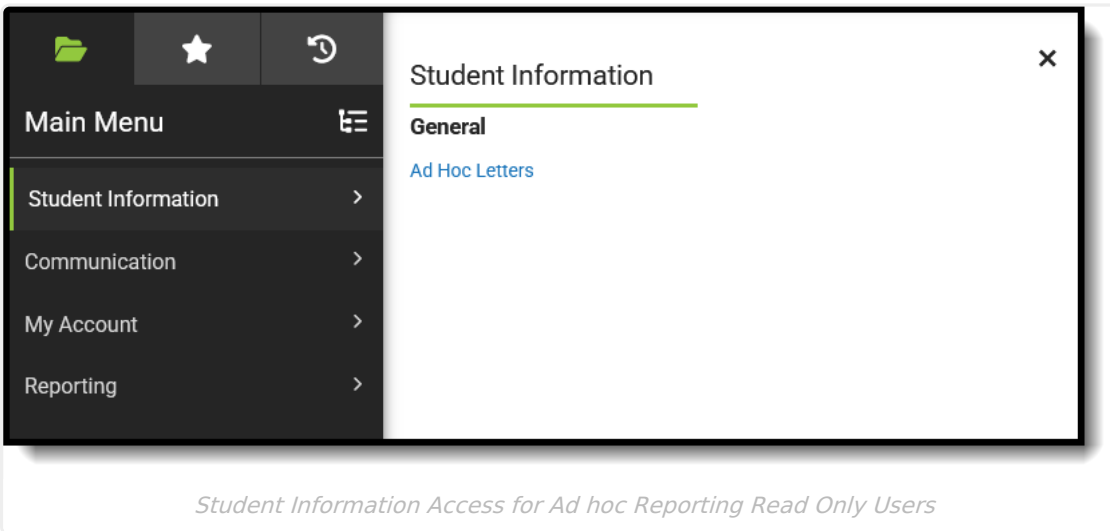 Main Menu
Student Information
Communication
My Account
Reporting
Student Information
General
Ad Hoc Letters
Student Information Access for Ad hoc Reporting Read Only Users